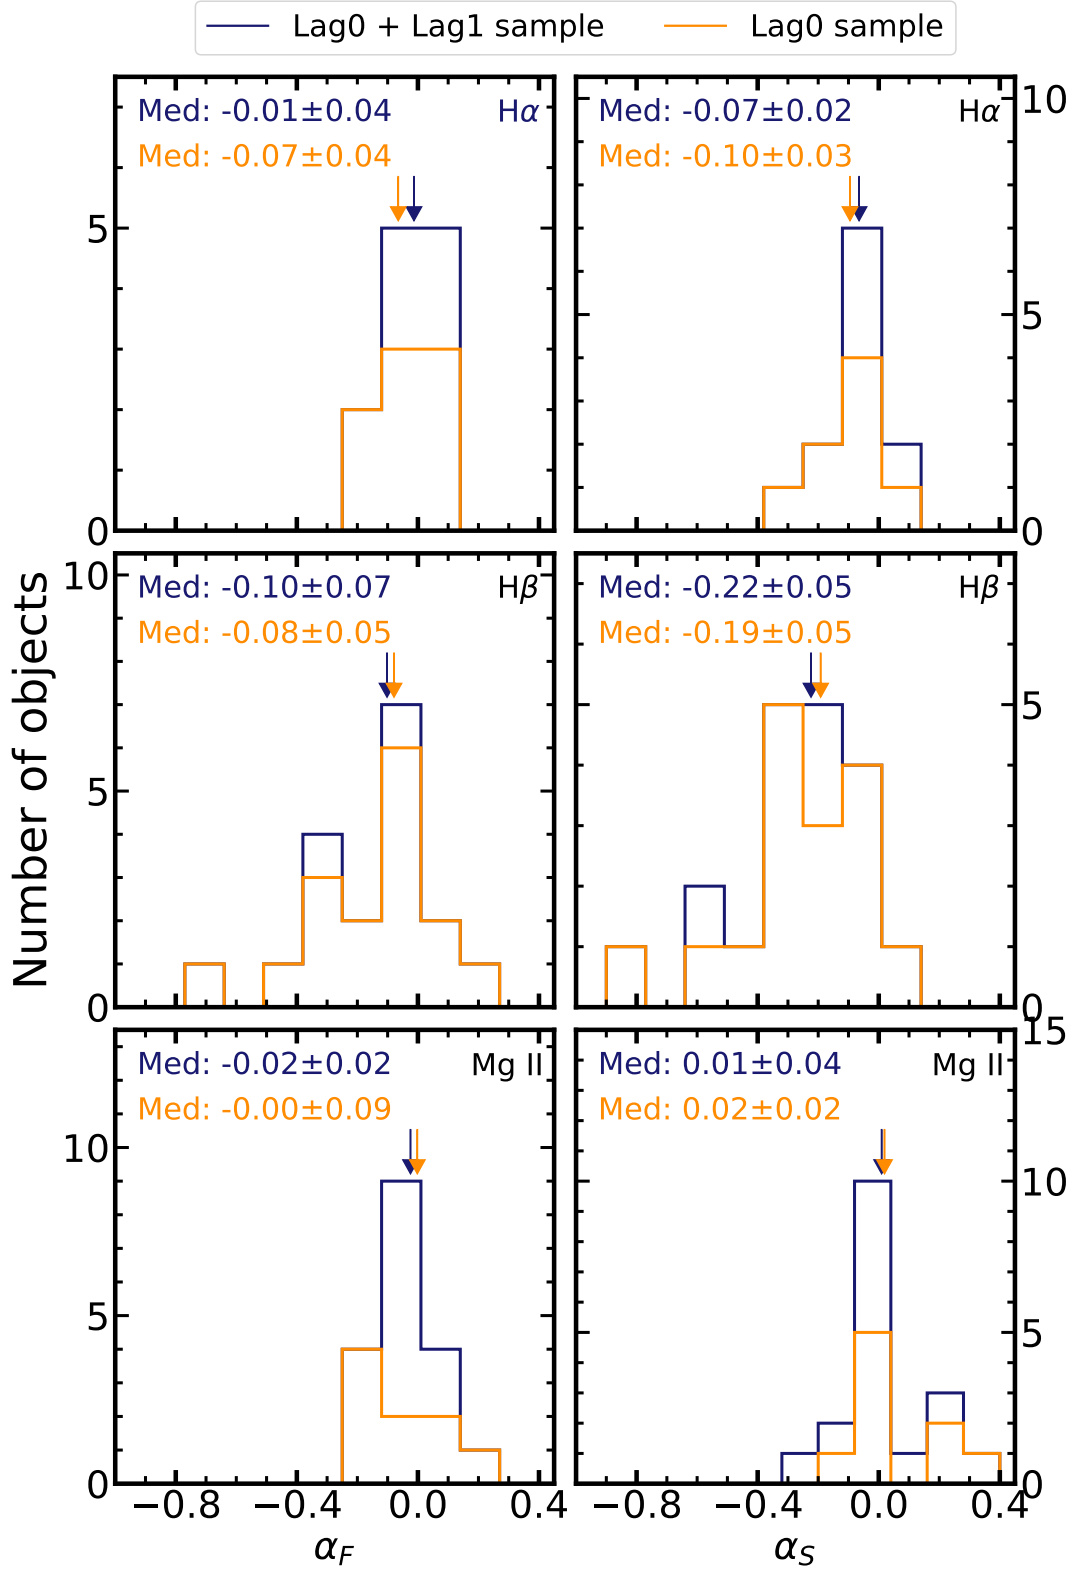 Lag0 + Lag1 sample
Lag0 sample
Med: -0.01±0.04
Hα
Med: -0.07±0.04
5
0
Med: -0.07±0.02
Hα
Med: -0.10±0.03
10
5
0
Number of objects
Med: -0.10±0.07
Hβ
Med: -0.08±0.05
10
5
0
Med: -0.22±0.05
Hβ
Med: -0.19±0.05
5
0
Med: -0.02±0.02
Mg II
Med: -0.00±0.09
10
5
0
−0.8 −0.4 0.0 0.4
α_F
Med: 0.01±0.04
Mg II
Med: 0.02±0.02
15
10
5
0
−0.8 −0.4 0.0 0.4
α_S